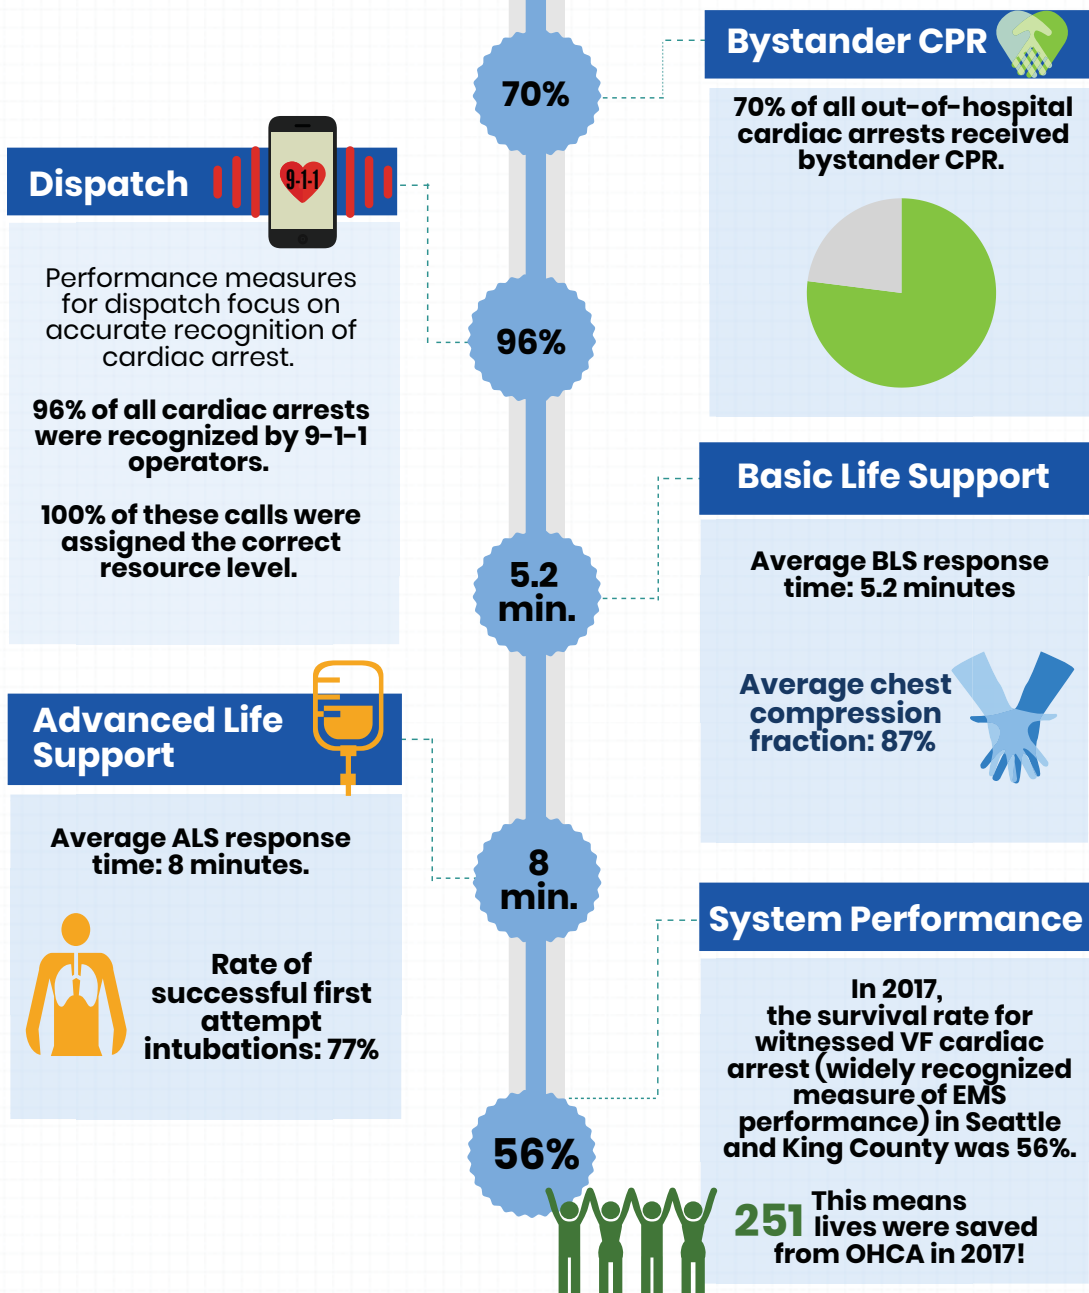 70%
Bystander CPR
70% of all out-of-hospital
cardiac arrests received
bystander CPR.
Dispatch
9-1-1
Performance measures
for dispatch focus on
accurate recognition of
cardiac arrest.
96% of all cardiac arrests
were recognized by 9-1-1
operators.
100% of these calls were
assigned the correct
resource level.
96%
Basic Life Support
Average BLS response
time: 5.2 minutes
Average chest
compression
fraction: 87%
5.2
min.
Advanced Life
Support
Average ALS response
time: 8 minutes.
Rate of
successful first
attempt
intubations: 77%
8
min.
System Performance
In 2017,
the survival rate for
witnessed VF cardiac
arrest (widely recognized
measure of EMS
performance) in Seattle
and King County was 56%.
56%
251 This means
lives were saved
from OHCA in 2017!